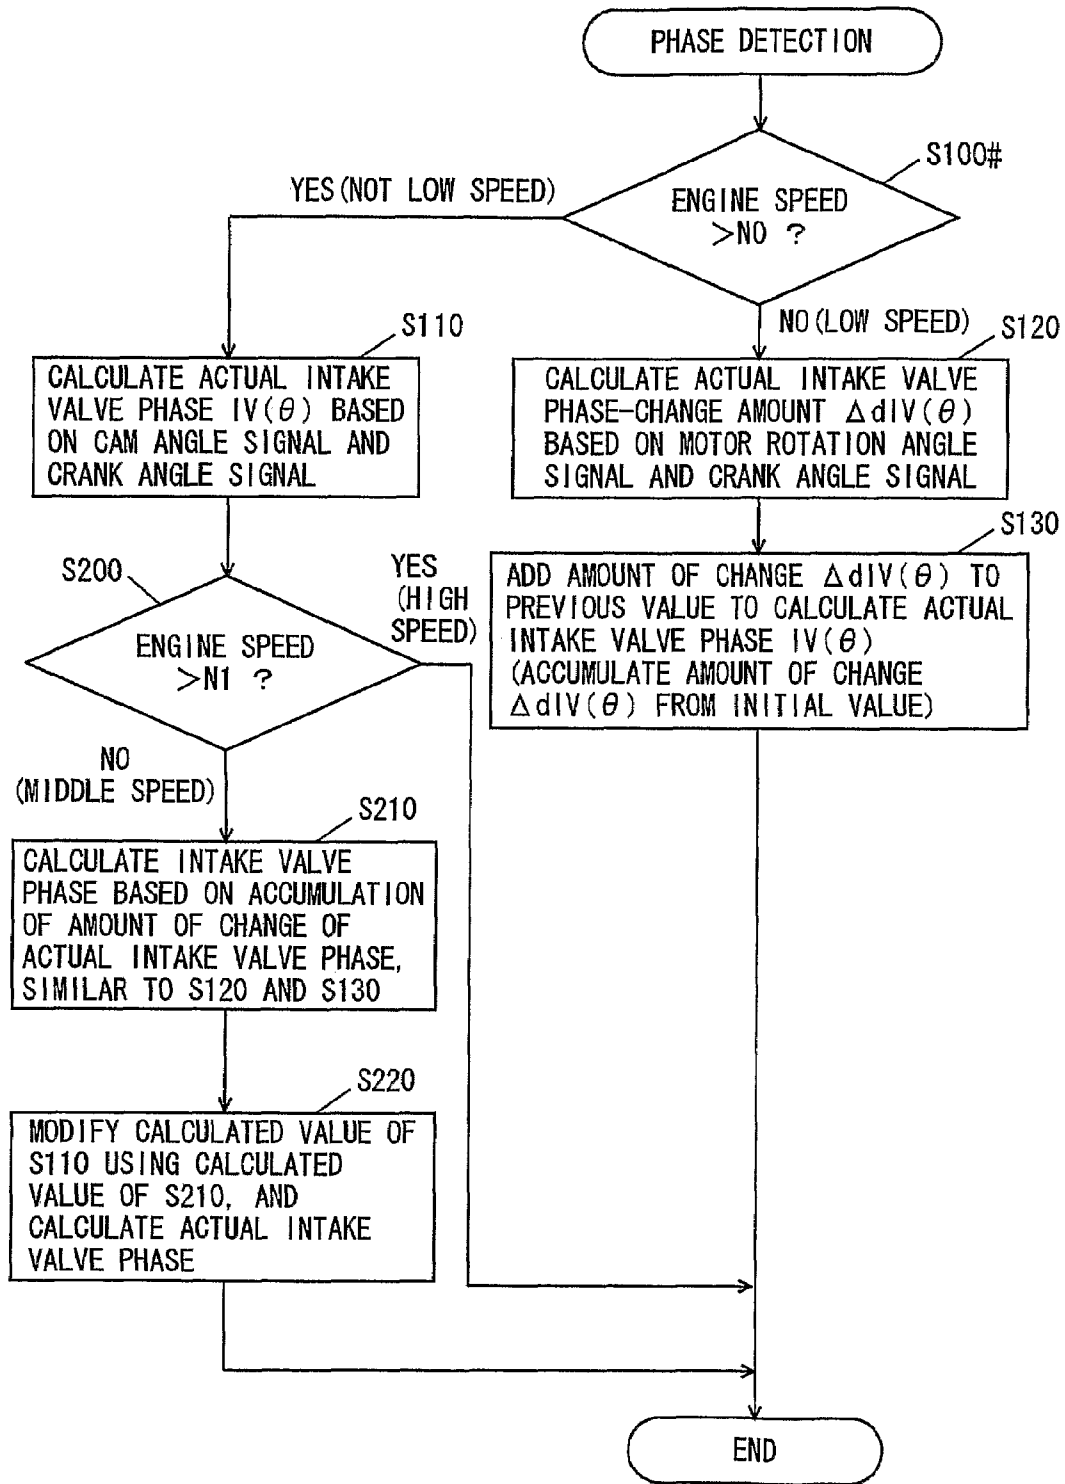 PHASE DETECTION
S100#
YES (NOT LOW SPEED)
ENGINE SPEED
>N0 ?
NO (LOW SPEED)
S110
CALCULATE ACTUAL INTAKE
VALVE PHASE IV(θ) BASED
ON CAM ANGLE SIGNAL AND
CRANK ANGLE SIGNAL
S120
CALCULATE ACTUAL INTAKE VALVE
PHASE-CHANGE AMOUNT ΔdIV(θ)
BASED ON MOTOR ROTATION ANGLE
SIGNAL AND CRANK ANGLE SIGNAL
S130
ADD AMOUNT OF CHANGE ΔdIV(θ) TO
PREVIOUS VALUE TO CALCULATE ACTUAL
INTAKE VALVE PHASE IV(θ)
(ACCUMULATE AMOUNT OF CHANGE
ΔdIV(θ) FROM INITIAL VALUE)
S200
YES
(HIGH
SPEED)
ENGINE SPEED
>N1 ?
NO
(MIDDLE SPEED)
S210
CALCULATE INTAKE VALVE
PHASE BASED ON ACCUMULATION
OF AMOUNT OF CHANGE OF
ACTUAL INTAKE VALVE PHASE,
SIMILAR TO S120 AND S130
S220
MODIFY CALCULATED VALUE OF
S110 USING CALCULATED
VALUE OF S210, AND
CALCULATE ACTUAL INTAKE
VALVE PHASE
END